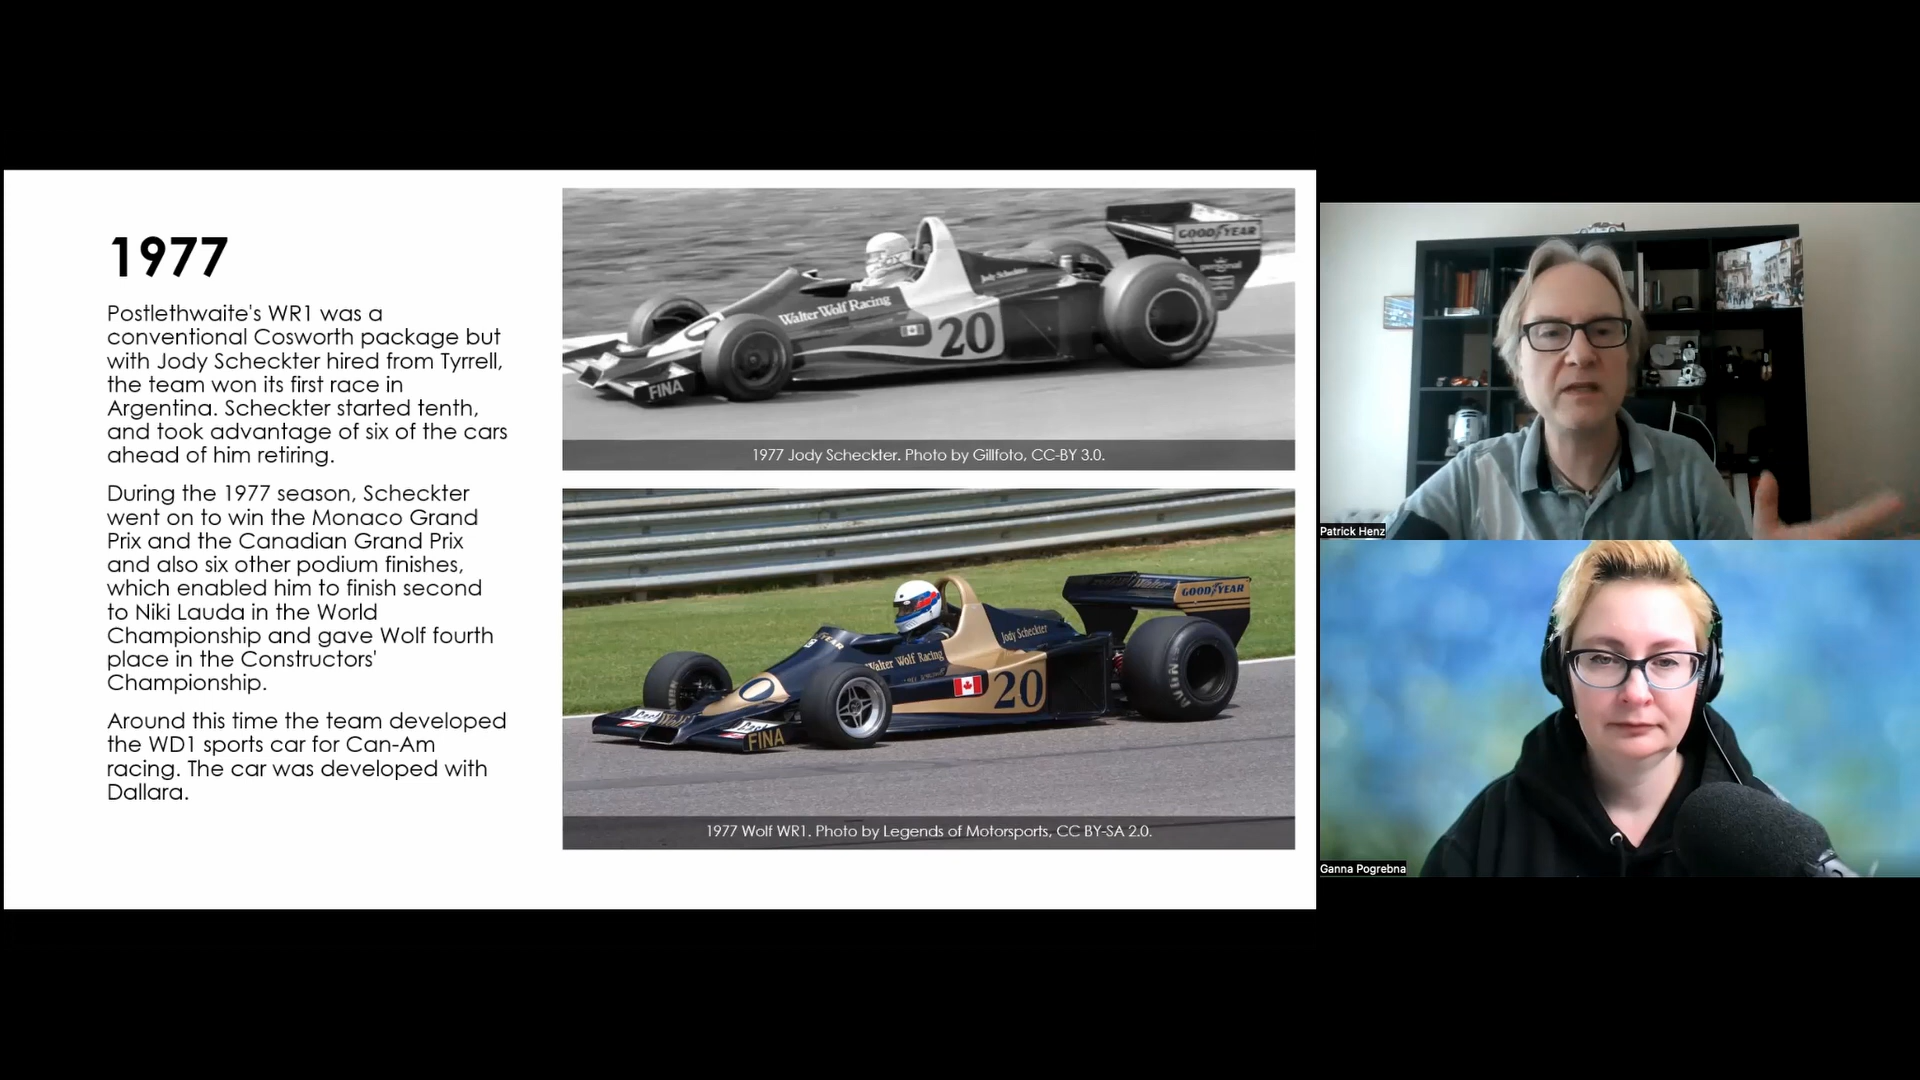 1977
Postlethwaite's WR1 was a
conventional Cosworth package but
with Jody Scheckter hired from Tyrrell,
the team won its first race in
Argentina. Scheckter started tenth,
and took advantage of six of the cars
ahead of him retiring.
During the 1977 season, Scheckter
went on to win the Monaco Grand
Prix and the Canadian Grand Prix
and also six other podium finishes,
which enabled him to finish second
to Niki Lauda in the World
Championship and gave Wolf fourth
place in the Constructors'
Championship.
Around this time the team developed
the WD1 sports car for Can-Am
racing. The car was developed with
Dallara.
GOOD YEAR
Jody Scheckter
Walter Wolf Racing
20
FINA
1977 Jody Scheckter. Photo by Gillfoto, CC-BY 3.0.
GOOD YEAR
Jody Scheckter
Walter Wolf Racing
20
FINA
1977 Wolf WR1. Photo by Legends of Motorsports, CC BY-SA 2.0.
Patrick Henz
Ganna Pogrebna